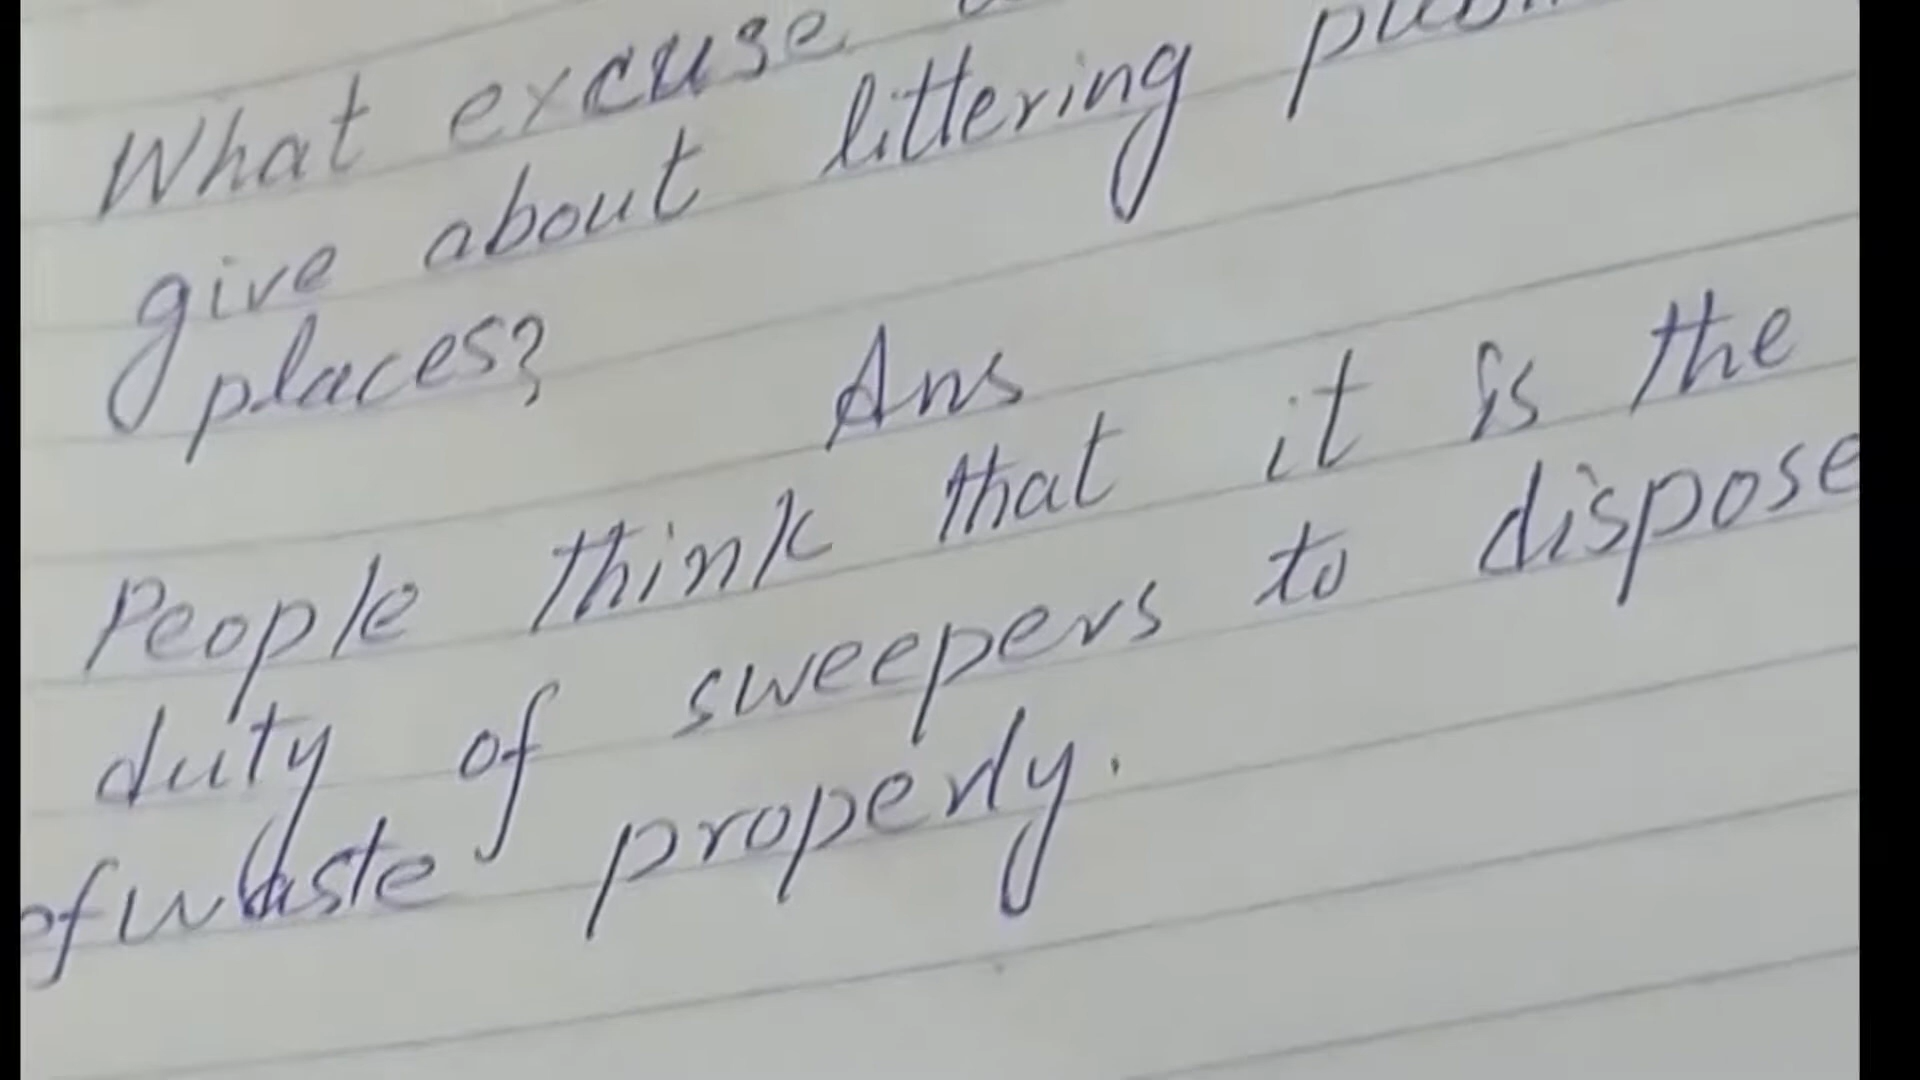 What excuse
give about littering
places?
Ans
People think that it is the
duty of sweepers to dispose
of waste properly.